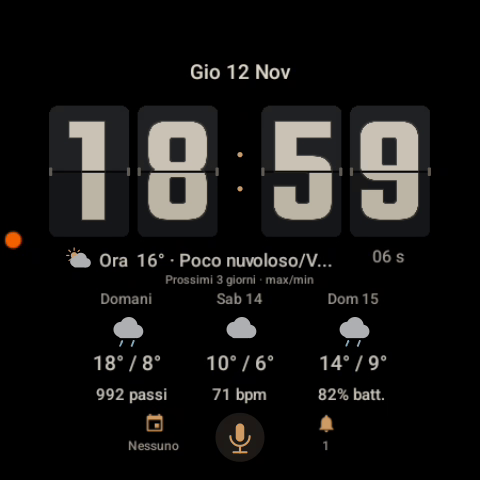 Gio 12 Nov
18:59
Ora 16° · Poco nuvoloso/V...
06 s
Prossimi 3 giorni · max/min
Domani Sab 14 Dom 15
18° / 8° 10° / 6° 14° / 9°
992 passi 71 bpm 82% batt.
Nessuno 1